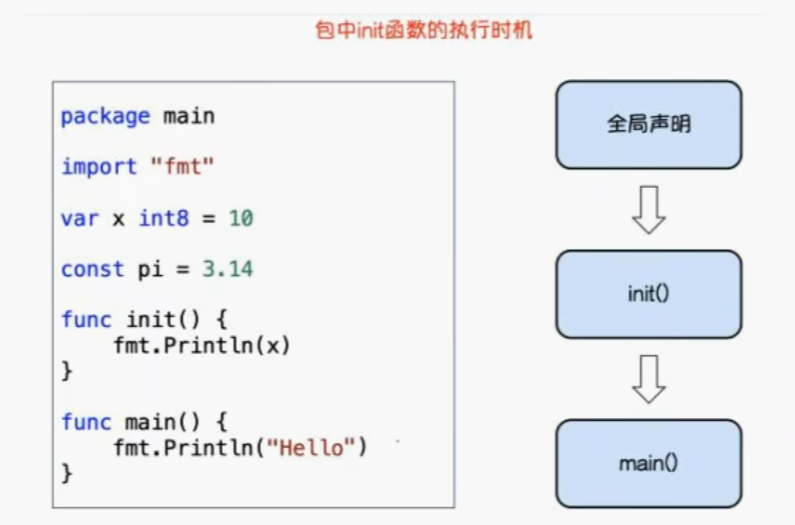 包中init函数的执行时机
package main
import "fmt"
var x int8 = 10
const pi = 3.14
func init() {
    fmt.Println(x)
}
func main() {
    fmt.Println("Hello")
}
全局声明
init()
main()